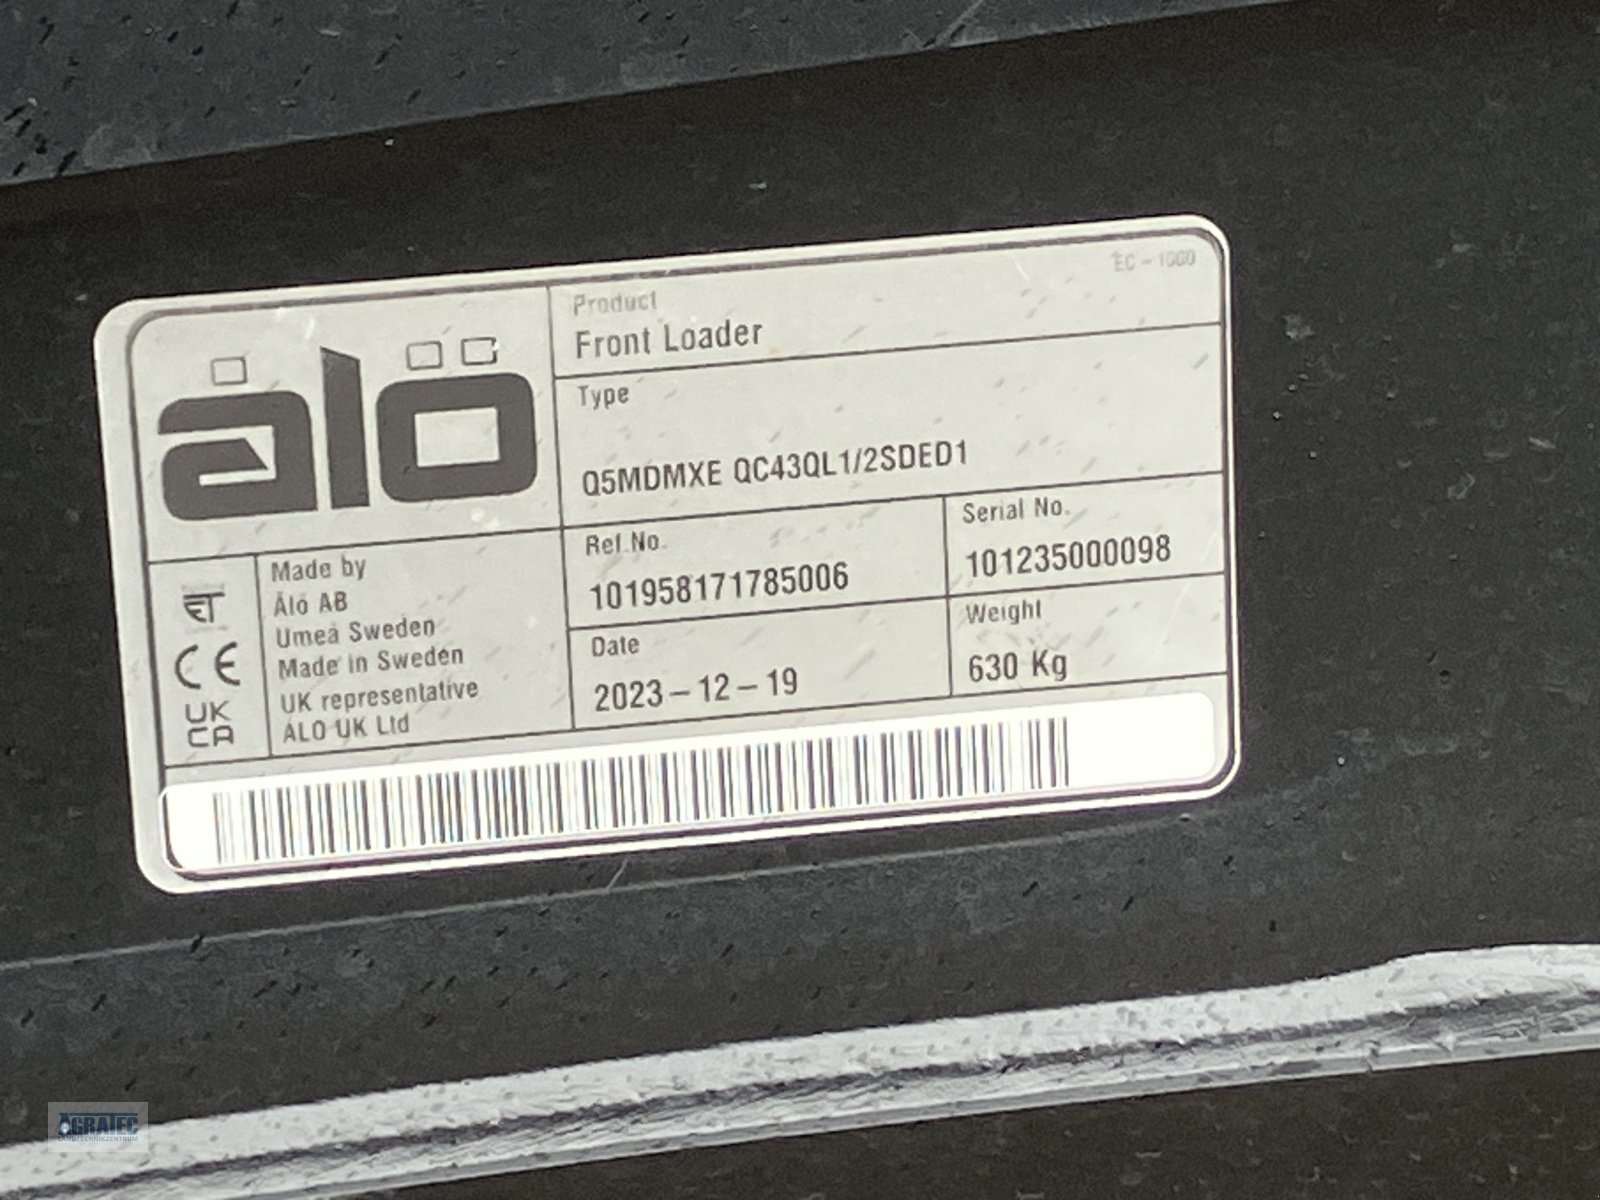 ålö
Product
EC-1000
Front Loader
Type
Q5MDMXE QC43QL1/2SDED1
Ref.No.
101958171785006
Serial No.
101235000098
Date
2023-12-19
Weight
630 Kg
Made by
Ålö AB
Umeå Sweden
Made in Sweden
UK representative
ALO UK Ltd
CE
UK
CA
AGRATEC
LANDTECHNIKZENTRUM